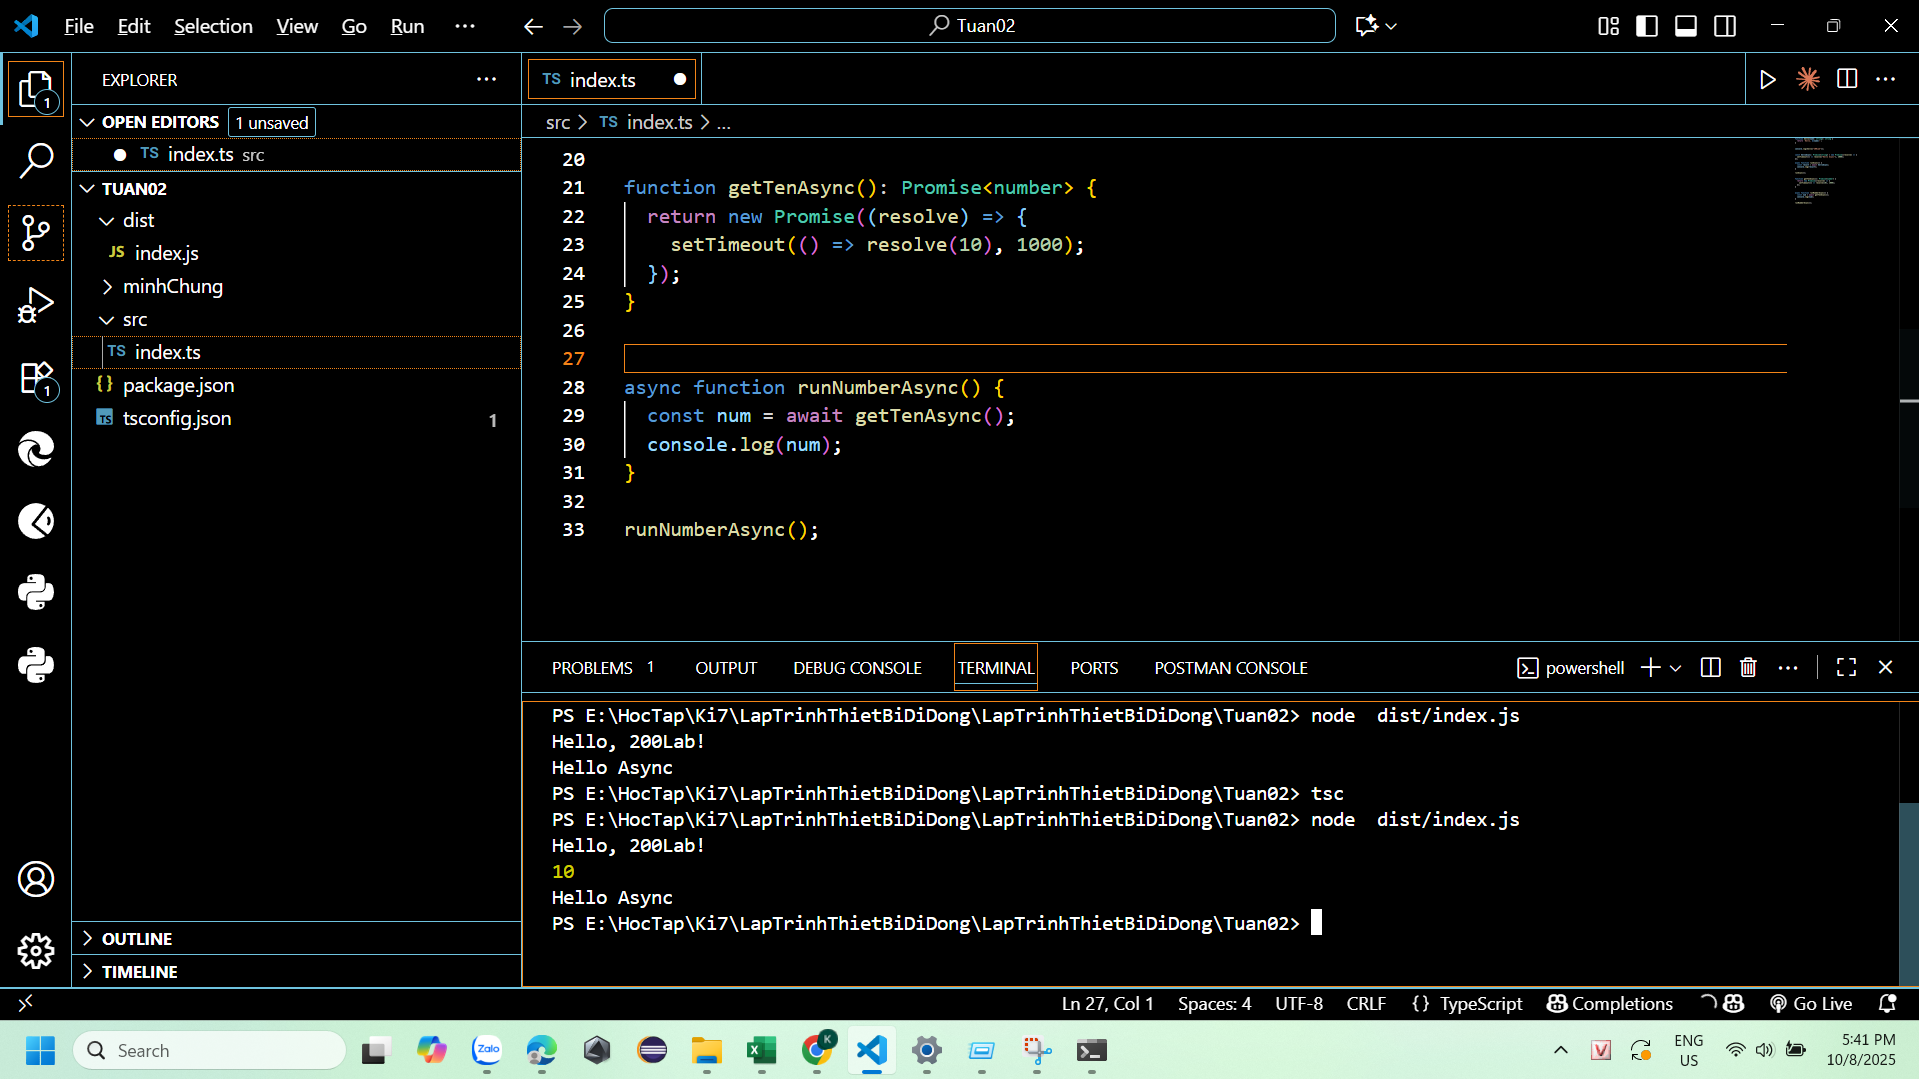 File Edit Selection View Go Run ··· Tuan02
EXPLORER ···
OPEN EDITORS 1 unsaved
TS index.ts src
TUAN02
dist
JS index.js
minhChung
src
TS index.ts
{} package.json
TS tsconfig.json 1
OUTLINE
TIMELINE
1
1
TS index.ts
src > TS index.ts > ...
20
21 function getTenAsync(): Promise<number> {
22 return new Promise((resolve) => {
23 setTimeout(() => resolve(10), 1000);
24 });
25 }
26
27
28 async function runNumberAsync() {
29 const num = await getTenAsync();
30 console.log(num);
31 }
32
33 runNumberAsync();
PROBLEMS 1 OUTPUT DEBUG CONSOLE TERMINAL PORTS POSTMAN CONSOLE powershell
PS E:\HocTap\Ki7\LapTrinhThietBiDiDong\LapTrinhThietBiDiDong\Tuan02> node  dist/index.js
Hello, 200Lab!
Hello Async
PS E:\HocTap\Ki7\LapTrinhThietBiDiDong\LapTrinhThietBiDiDong\Tuan02> tsc
PS E:\HocTap\Ki7\LapTrinhThietBiDiDong\LapTrinhThietBiDiDong\Tuan02> node  dist/index.js
Hello, 200Lab!
10
Hello Async
PS E:\HocTap\Ki7\LapTrinhThietBiDiDong\LapTrinhThietBiDiDong\Tuan02>
Ln 27, Col 1 Spaces: 4 UTF-8 CRLF {} TypeScript Completions Go Live
Search Zalo K V ENG US 5:41 PM
10/8/2025